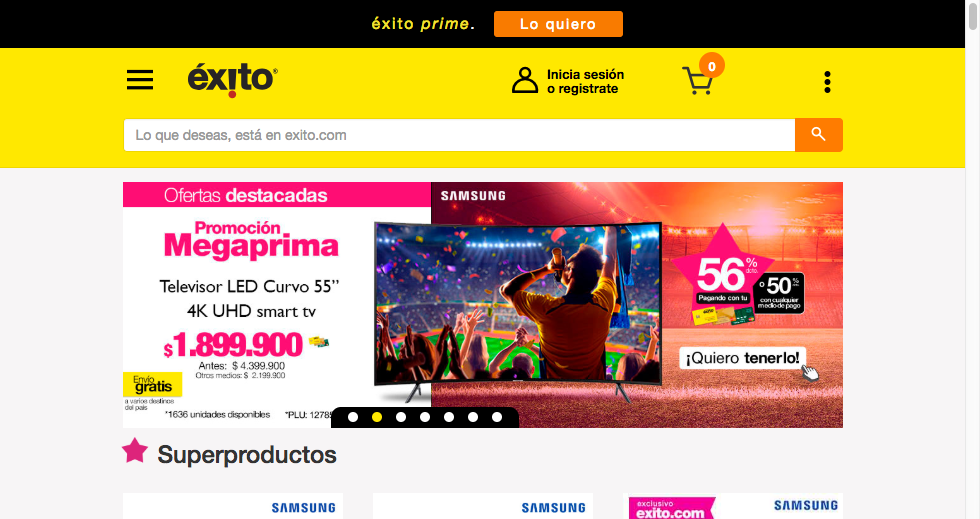 éxito prime.
Lo quiero
éxito®
Inicia sesión
o registrate
0
Lo que deseas, está en exito.com
Ofertas destacadas
Promoción
Megaprima
Televisor LED Curvo 55”
4K UHD smart tv
$1.899.900
Antes: $ 4.399.900
Otros medios: $ 2.199.900
Envío
gratis
a varios destinos
del país
*1636 unidades disponibles
*PLU: 12785
SAMSUNG
56% dcto.
Pagando con tu
o 50%
con cualquier
medio de pago
¡Quiero tenerlo!
Superproductos
SAMSUNG
SAMSUNG
exclusivo
exito.com
SAMSUNG